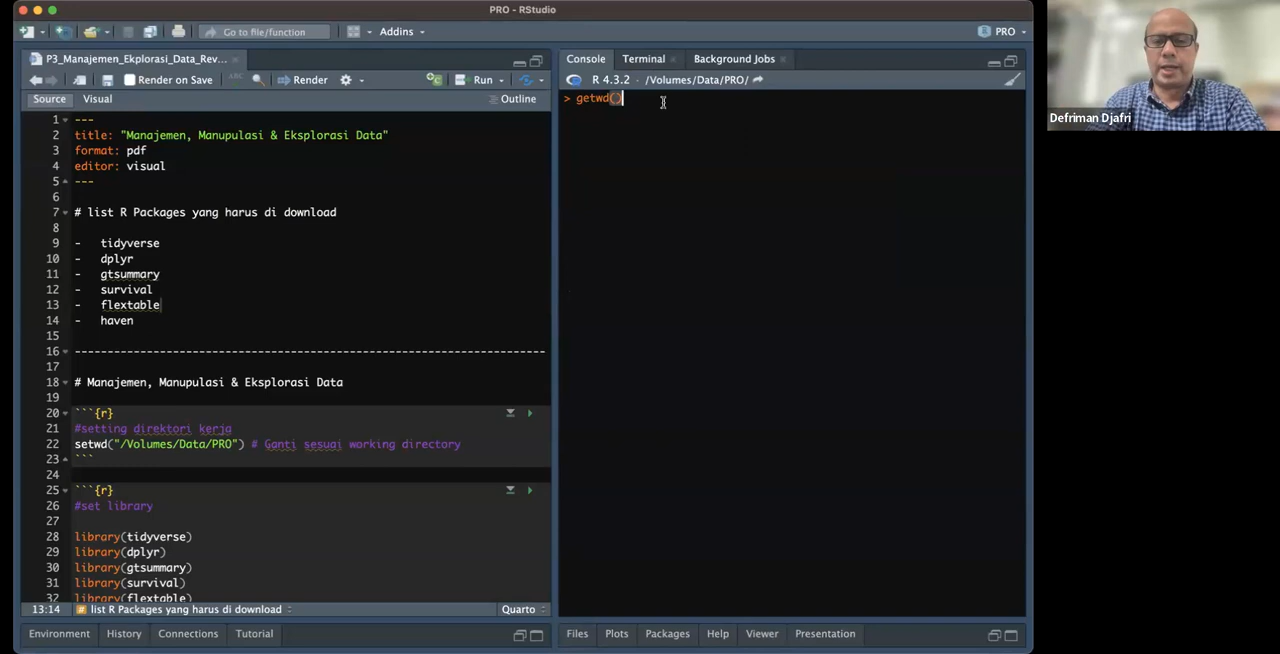 PRO - RStudio
Go to file/function
Addins
PRO
P3_Manajemen_Ekplorasi_Data_Rev...
Render on Save
ABC
Render
Run
Source
Visual
Outline
1 ---
2 title: "Manajemen, Manupulasi & Eksplorasi Data"
3 format: pdf
4 editor: visual
5 ---
6
7 # list R Packages yang harus di download
8
9 - tidyverse
10 - dplyr
11 - gtsummary
12 - survival
13 - flextable
14 - haven
15
16 ------------------------------------------------------------------------
17
18 # Manajemen, Manupulasi & Eksplorasi Data
19
20 ```{r}
21 #setting direktori kerja
22 setwd("/Volumes/Data/PRO") # Ganti sesuai working directory
23 ```
24
25 ```{r}
26 #set library
27
28 library(tidyverse)
29 library(dplyr)
30 library(gtsummary)
31 library(survival)
32 library(flextable)
13:14
list R Packages yang harus di download
Quarto
Environment
History
Connections
Tutorial
Console
Terminal
Background Jobs
R 4.3.2 · /Volumes/Data/PRO/
> getwd()
Files
Plots
Packages
Help
Viewer
Presentation
Defriman Djafri